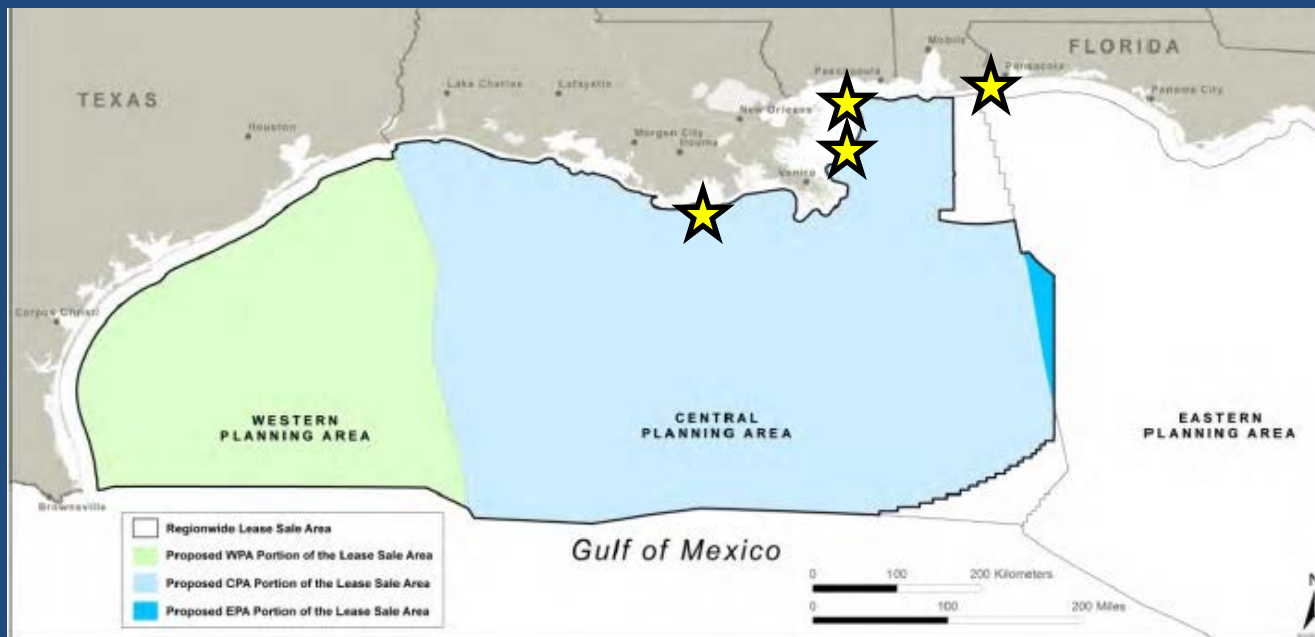 FLORIDA
Mobile
Pascagoula
Pensacola
Panama City
TEXAS
Lake Charles
Lafayette
New Orleans
Houston
Morgan City
Houma
Venice
Corpus Christi
WESTERN
PLANNING AREA
CENTRAL
PLANNING AREA
EASTERN
PLANNING AREA
Brownsville
Regionwide Lease Sale Area
Proposed WPA Portion of the Lease Sale Area
Proposed CPA Portion of the Lease Sale Area
Proposed EPA Portion of the Lease Sale Area
Gulf of Mexico
0 100 200 Kilometers
0 100 200 Miles
N